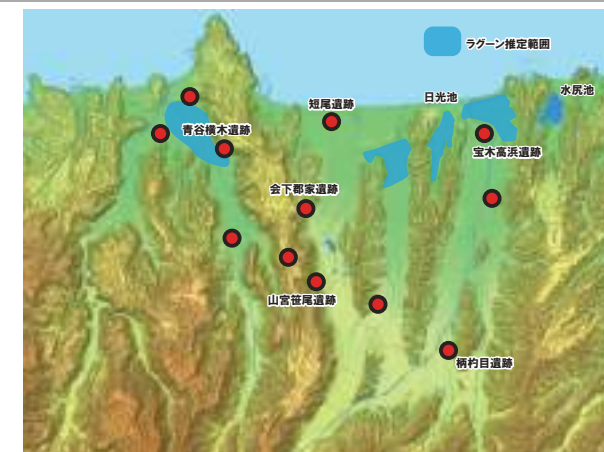 ラグーン推定範囲
水尻池
日光池
短尾遺跡
青谷横木遺跡
宝木高浜遺跡
会下郡家遺跡
山宮笹尾遺跡
柄杓目遺跡